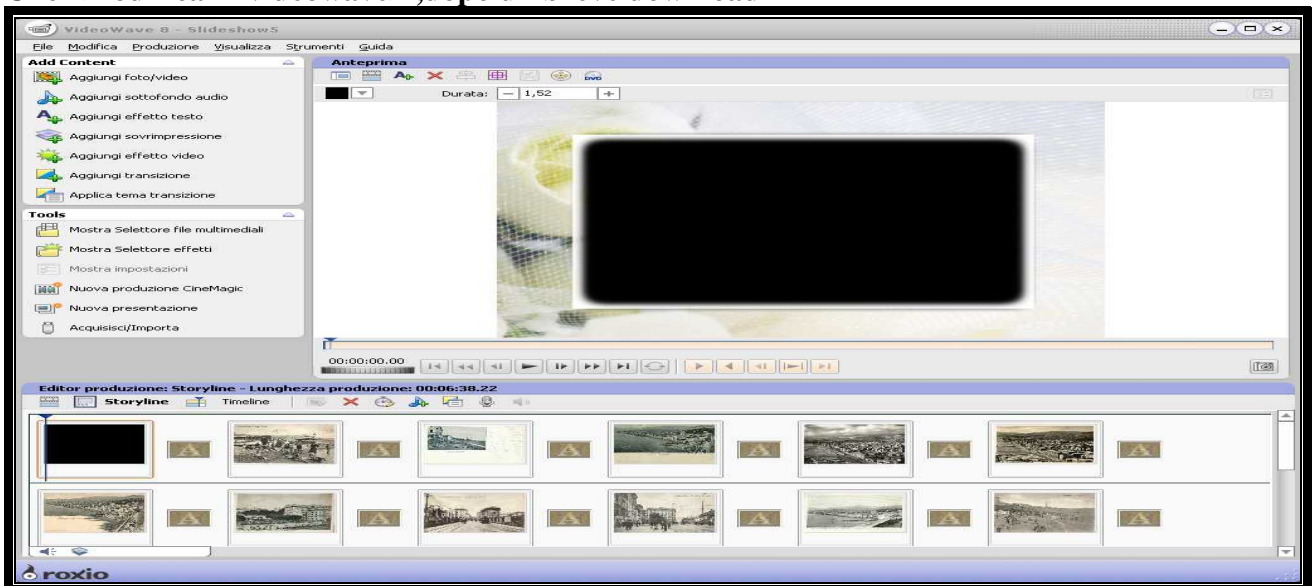 VideoWave 8 - Slideshow5
File Modifica Produzione Visualizza Strumenti Guida
Add Content
Aggiungi foto/video
Aggiungi sottofondo audio
Aggiungi effetto testo
Aggiungi sovrimpressione
Aggiungi effetto video
Aggiungi transizione
Applica tema transizione
Tools
Mostra Selettore file multimediali
Mostra Selettore effetti
Mostra impostazioni
Nuova produzione CineMagic
Nuova presentazione
Acquisisci/Importa
Anteprima
Durata: 1,52
00:00:00.00
Editor produzione: Storyline - Lunghezza produzione: 00:06:38.22
Storyline Timeline
A A A A A A
A A A A A A
roxio